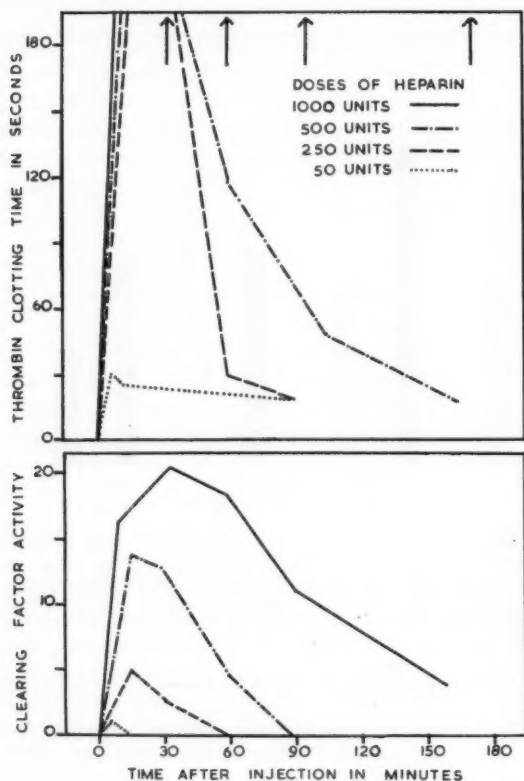 180
120
60
0
THROMBIN CLOTTING TIME IN SECONDS
DOSES OF HEPARIN
1000 UNITS
500 UNITS
250 UNITS
50 UNITS
20
10
0
CLEARING FACTOR ACTIVITY
0 30 60 90 120 150 180
TIME AFTER INJECTION IN MINUTES